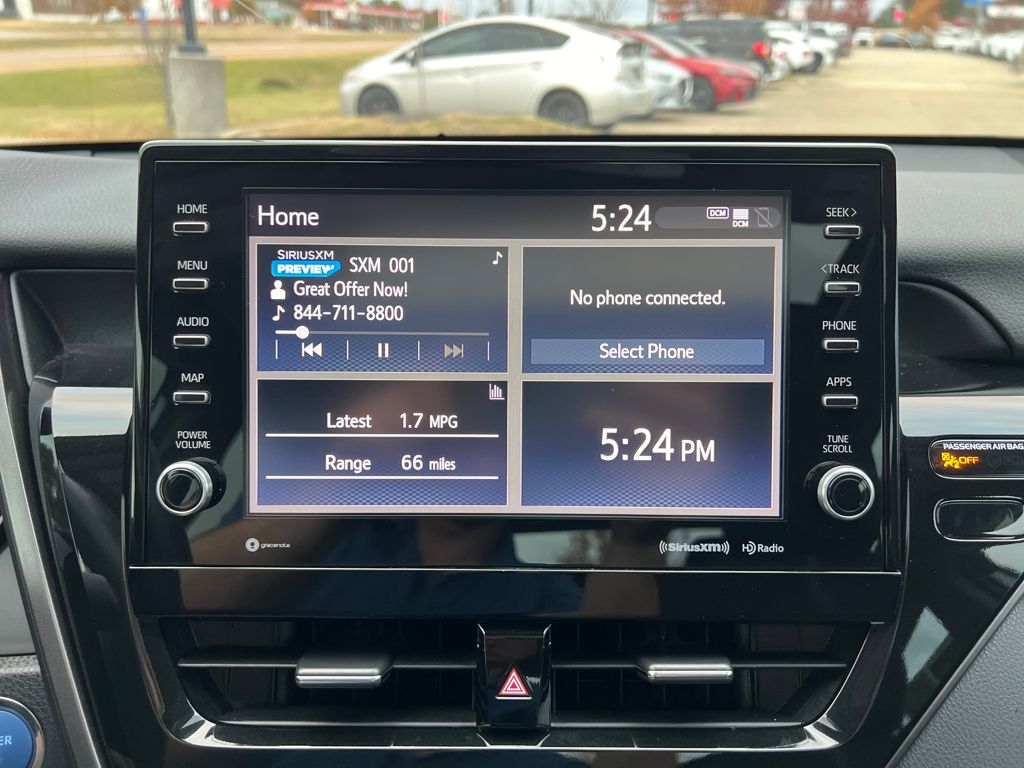 HOME
MENU
AUDIO
MAP
POWER
VOLUME
Home
5:24
DCM
DCM
SIRIUSXM
PREVIEW
SXM 001
Great Offer Now!
844-711-8800
No phone connected.
Select Phone
Latest 1.7 MPG
Range 66 miles
5:24 PM
SEEK>
<TRACK
PHONE
APPS
TUNE
SCROLL
gracenote
((SiriusXM))
HD Radio
PASSENGER AIR BAG
2 OFF
ER